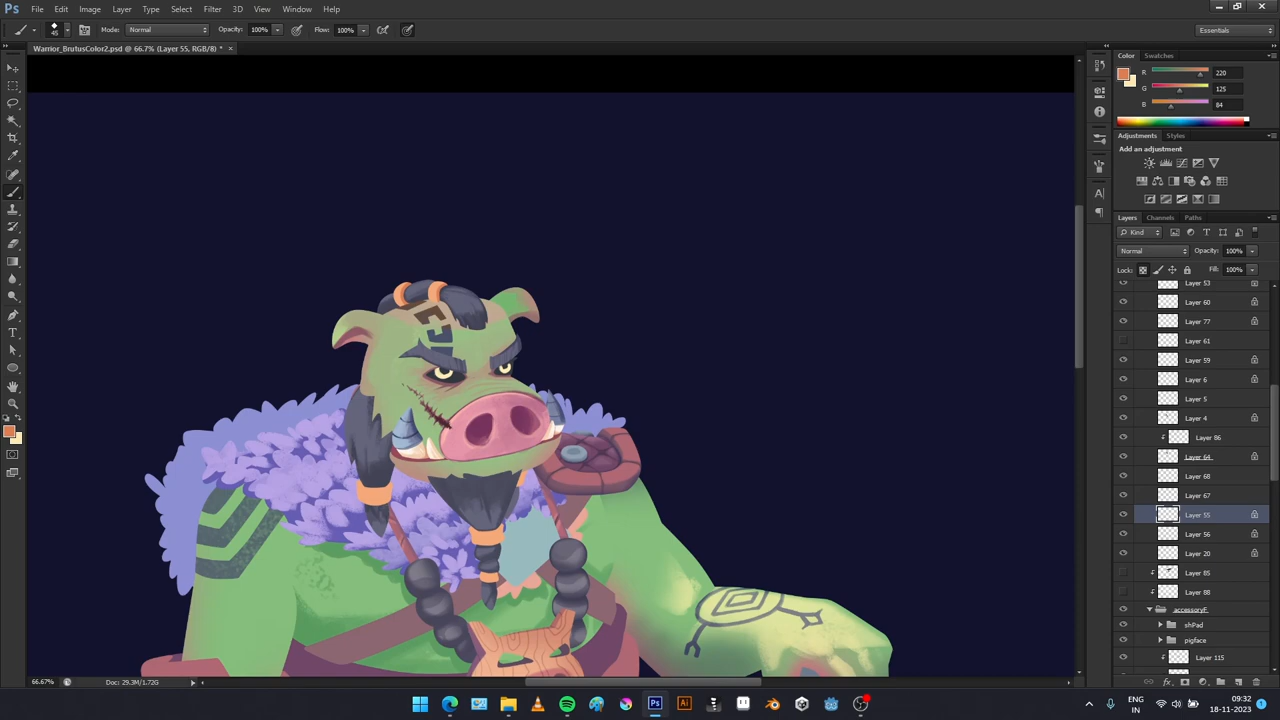 Ps File Edit Image Layer Type Select Filter 3D View Window Help
45 Mode: Normal Opacity: 100% Flow: 100% Essentials
Warrior_BrutusColor2.psd @ 66.7% (Layer 55, RGB/8) * ×
Color Swatches
R 220
G 125
B 84
Adjustments Styles
Add an adjustment
Layers Channels Paths
Kind
Normal Opacity: 100%
Lock: Fill: 100%
Layer 53
Layer 60
Layer 77
Layer 61
Layer 59
Layer 6
Layer 5
Layer 4
Layer 86
Layer 64
Layer 68
Layer 67
Layer 55
Layer 56
Layer 20
Layer 85
Layer 88
accessoryF
shPad
pigface
Layer 115
66.67% Doc: 29.3M/1.72G
Ps Ai ENG IN 09:32 18-11-2023